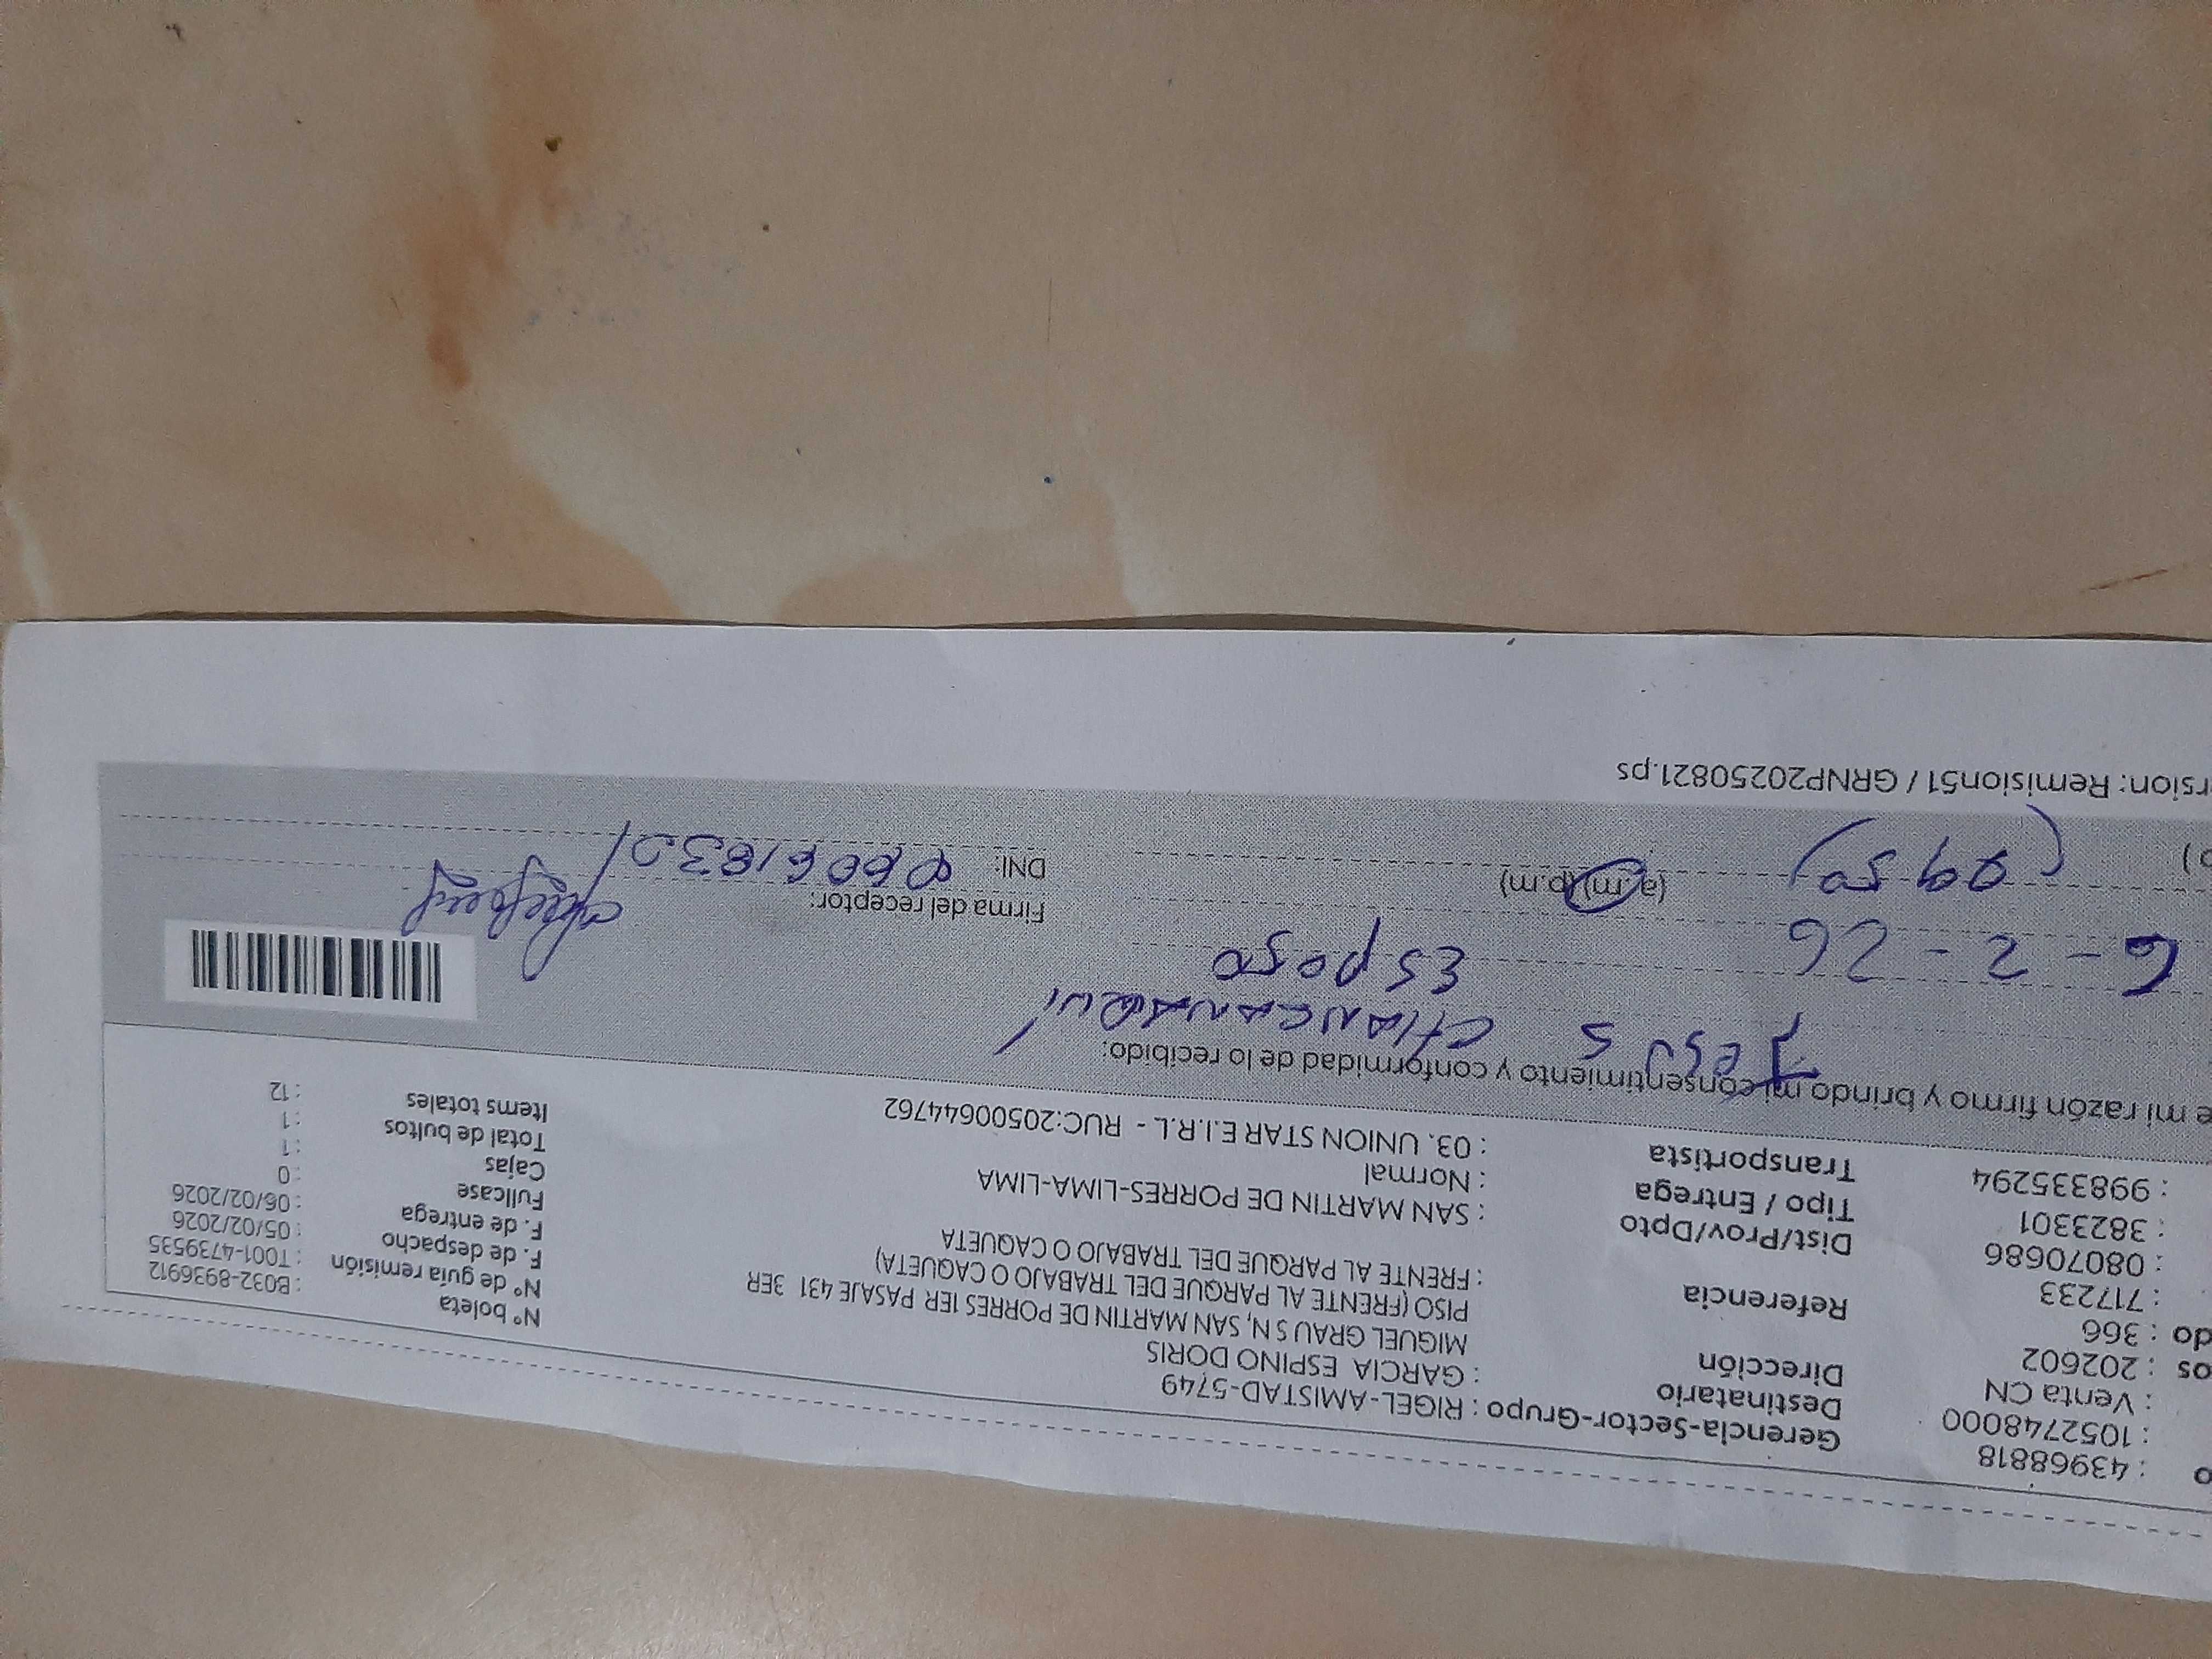 o : 43968818 Gerencia-Sector-Grupo : RIGEL-AMISTAD-5749
: 1052748000 Destinatario : GARCIA ESPINO DORIS
: Venta CN Dirección MIGUEL GRAU S N, SAN MARTIN DE PORRES 1ER PASAJE 431 3ER
os : 202602 PISO (FRENTE AL PARQUE DEL TRABAJO O CAQUETA)
do : 366 Referencia : FRENTE AL PARQUE DEL TRABAJO O CAQUETA
: 717233
: 08070686 Dist/Prov/Dpto : SAN MARTIN DE PORRES-LIMA-LIMA
: 3823301 Tipo / Entrega : Normal
: 998335294 Transportista : 03. UNION STAR E.I.R.L - RUC:20500644762
Nº boleta : B032-8936912
Nº de guía remisión : T001-4739535
F. de despacho : 05/02/2026
F. de entrega : 06/02/2026
Fullcase : 0
Cajas : 1
Total de bultos : 1
Items totales : 12
e mi razón firmo y brindo mi consentimiento y conformidad de lo recibido:
Jesus CHANCANAQUI
6 - 2 - 26 Esposo
Firma del receptor:
(09 50) (a.m) (p.m)
DNI:
rsion: Remision51 / GRNP20250821.ps